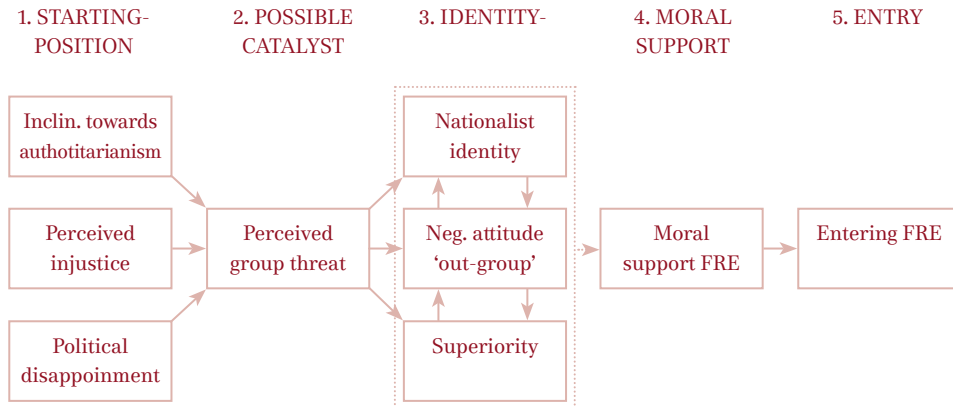 1. STARTING-
POSITION
2. POSSIBLE
CATALYST
3. IDENTITY-
4. MORAL
SUPPORT
5. ENTRY
Inclin. towards
authotitarianism
Perceived
injustice
Political
disappoinment
Perceived
group threat
Nationalist
identity
Neg. attitude
‘out-group’
Superiority
Moral
support FRE
Entering FRE